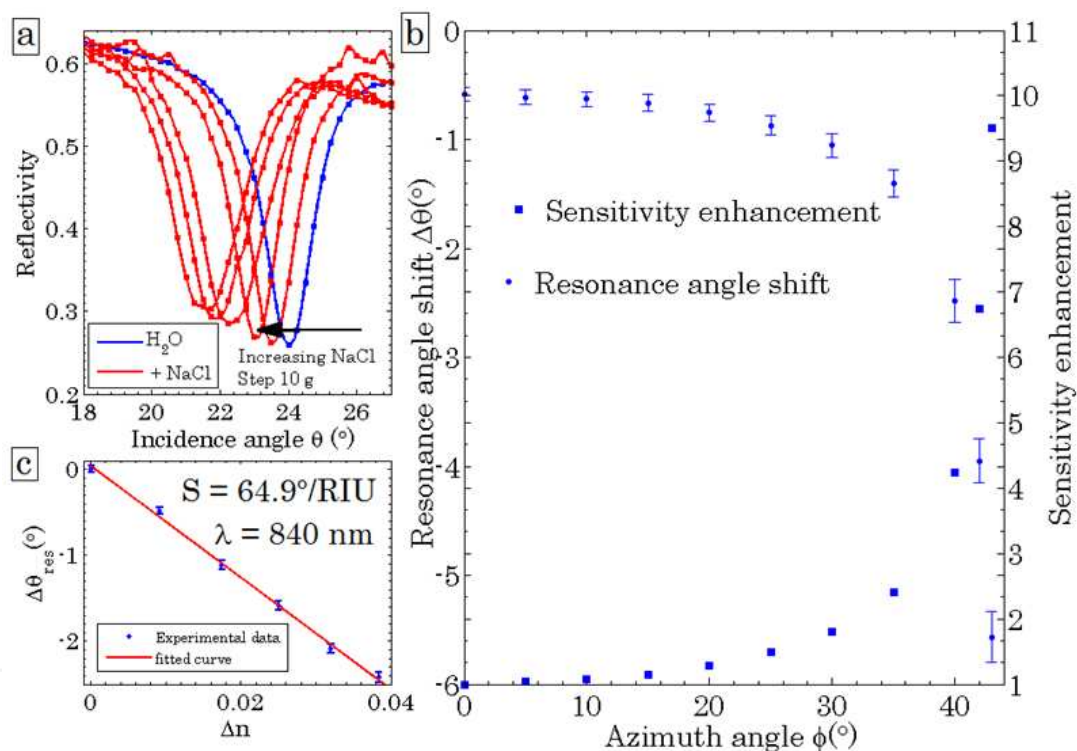 a
0.6
0.5
0.4
0.3
0.2
Reflectivity
H₂O
+ NaCl
Increasing NaCl
Step 10 g
18 20 22 24 26
Incidence angle θ (°)
c
0
-1
-2
Δθres(°)
S = 64.9°/RIU
λ = 840 nm
Experimental data
fitted curve
0 0.02 0.04
Δn
b
0
-1
-2
-3
-4
-5
-6
Resonance angle shift Δθ(°)
Sensitivity enhancement
Resonance angle shift
11
10
9
8
7
6
5
4
3
2
1
Sensitivity enhancement
0 10 20 30 40
Azimuth angle ϕ(°)